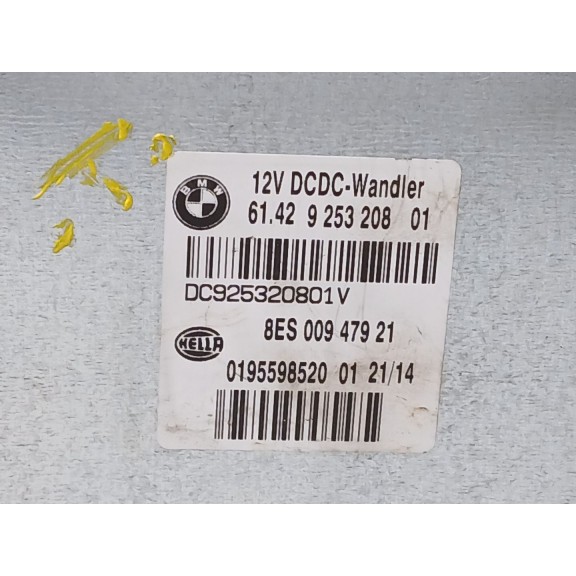 BMW
12V DCDC-Wandler
61.42 9 253 208 01
DC925320801V
HELLA
8ES 009 479 21
0195598520 01 21/14